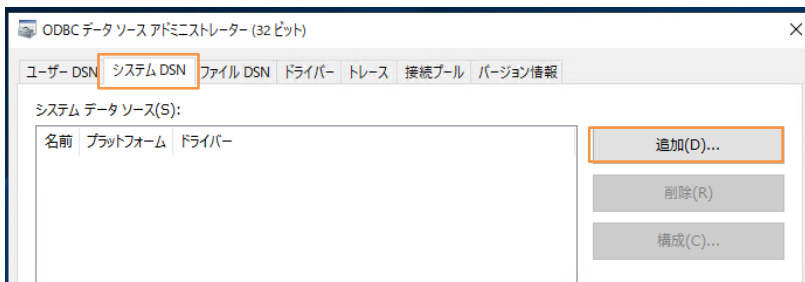 ODBC データ ソース アドミニストレーター (32 ビット)
ユーザー DSN システム DSN ファイル DSN ドライバー トレース 接続プール バージョン情報
システム データ ソース(S):
名前 プラットフォーム ドライバー
追加(D)...
削除(R)
構成(C)...